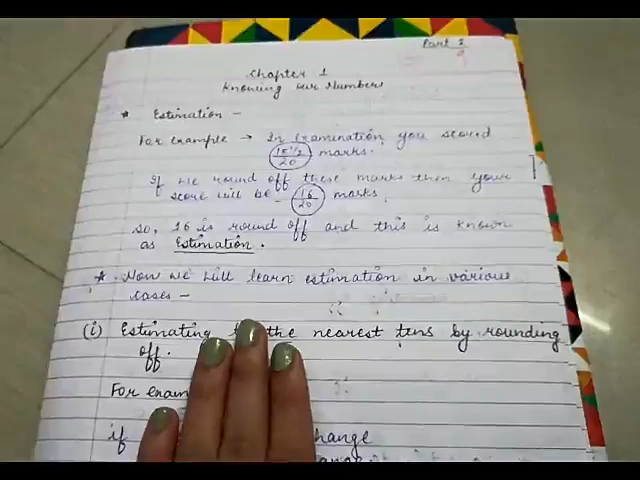 Part 1
Chapter 1
Knowing our Numbers
* Estimation -
For example → In examination you scored
15 1/2 / 20 marks.
If we round off these marks then your
score will be - 16/20 marks.
So, 16 is round off and this is known
as Estimation.
* Now we will learn estimation in various
cases -
(i) Estimating the nearest tens by rounding
off.
For exam
if hange